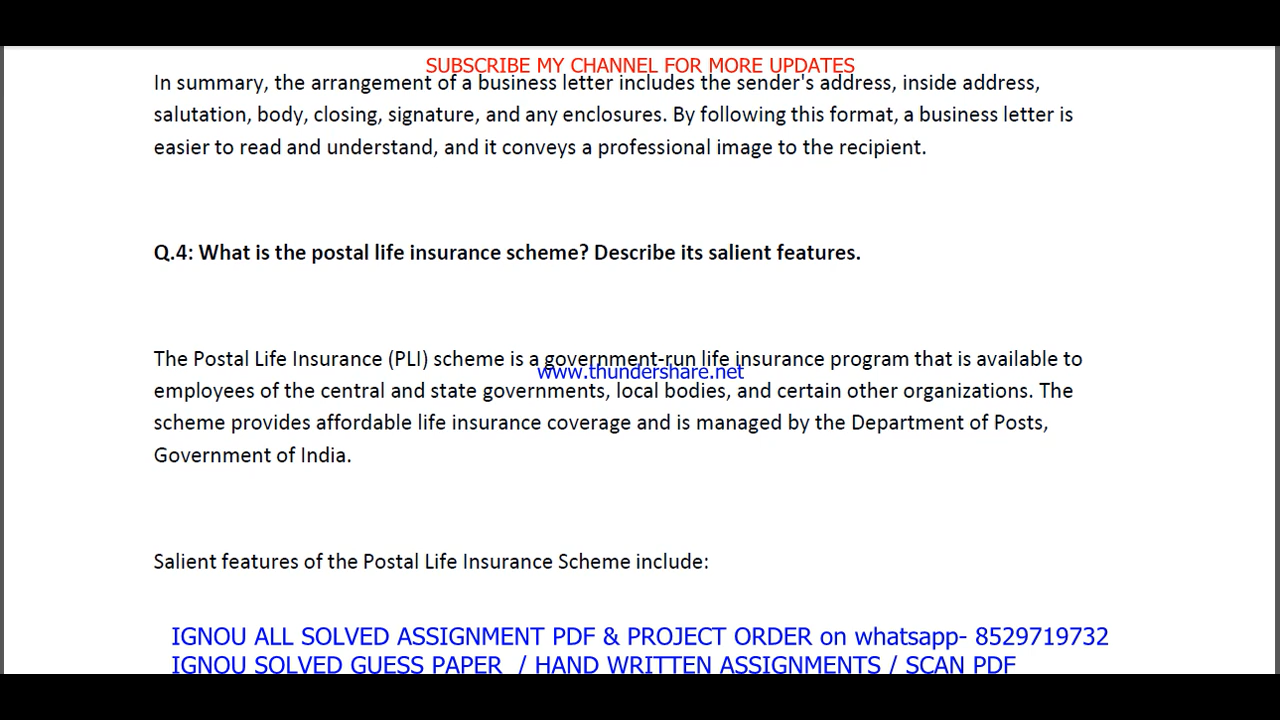 SUBSCRIBE MY CHANNEL FOR MORE UPDATES
In summary, the arrangement of a business letter includes the sender's address, inside address,
salutation, body, closing, signature, and any enclosures. By following this format, a business letter is
easier to read and understand, and it conveys a professional image to the recipient.
Q.4: What is the postal life insurance scheme? Describe its salient features.
The Postal Life Insurance (PLI) scheme is a government-run life insurance program that is available to
www.thundershare.net
employees of the central and state governments, local bodies, and certain other organizations. The
scheme provides affordable life insurance coverage and is managed by the Department of Posts,
Government of India.
Salient features of the Postal Life Insurance Scheme include:
IGNOU ALL SOLVED ASSIGNMENT PDF & PROJECT ORDER on whatsapp- 8529719732
IGNOU SOLVED GUESS PAPER / HAND WRITTEN ASSIGNMENTS / SCAN PDF